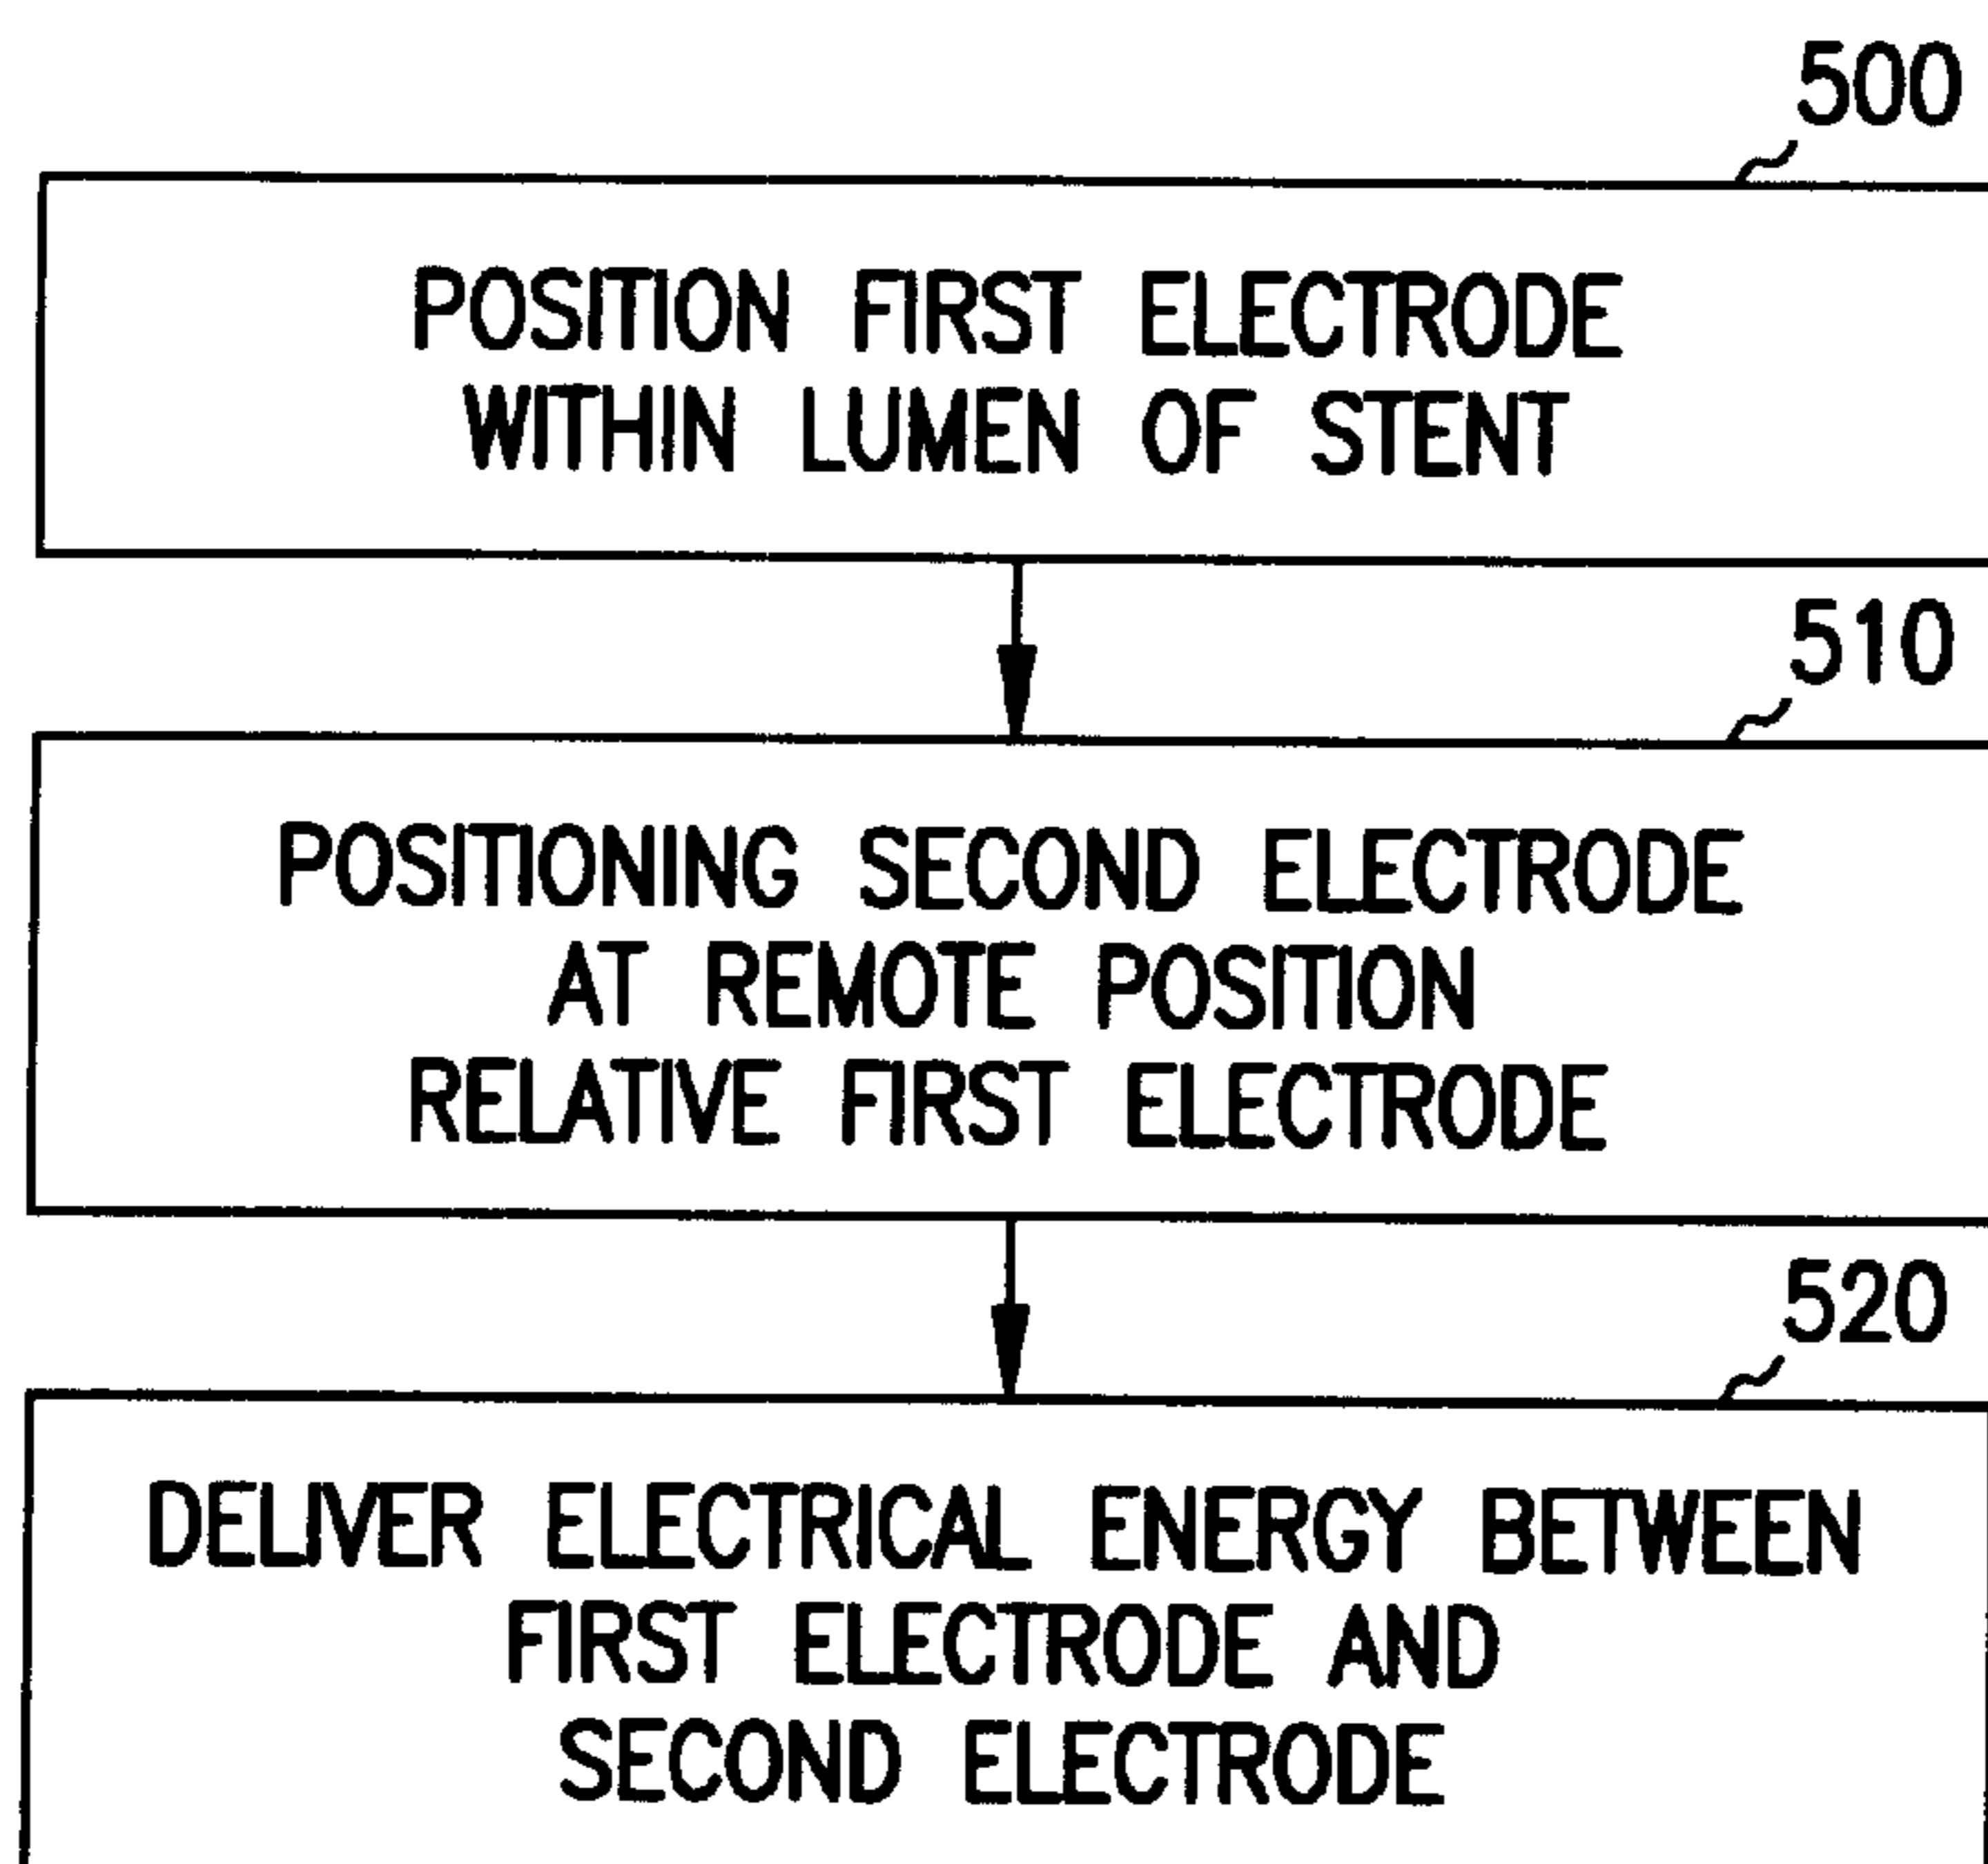 500
POSITION FIRST ELECTRODE
WITHIN LUMEN OF STENT
510
POSITIONING SECOND ELECTRODE
AT REMOTE POSITION
RELATIVE FIRST ELECTRODE
520
DELIVER ELECTRICAL ENERGY BETWEEN
FIRST ELECTRODE AND
SECOND ELECTRODE